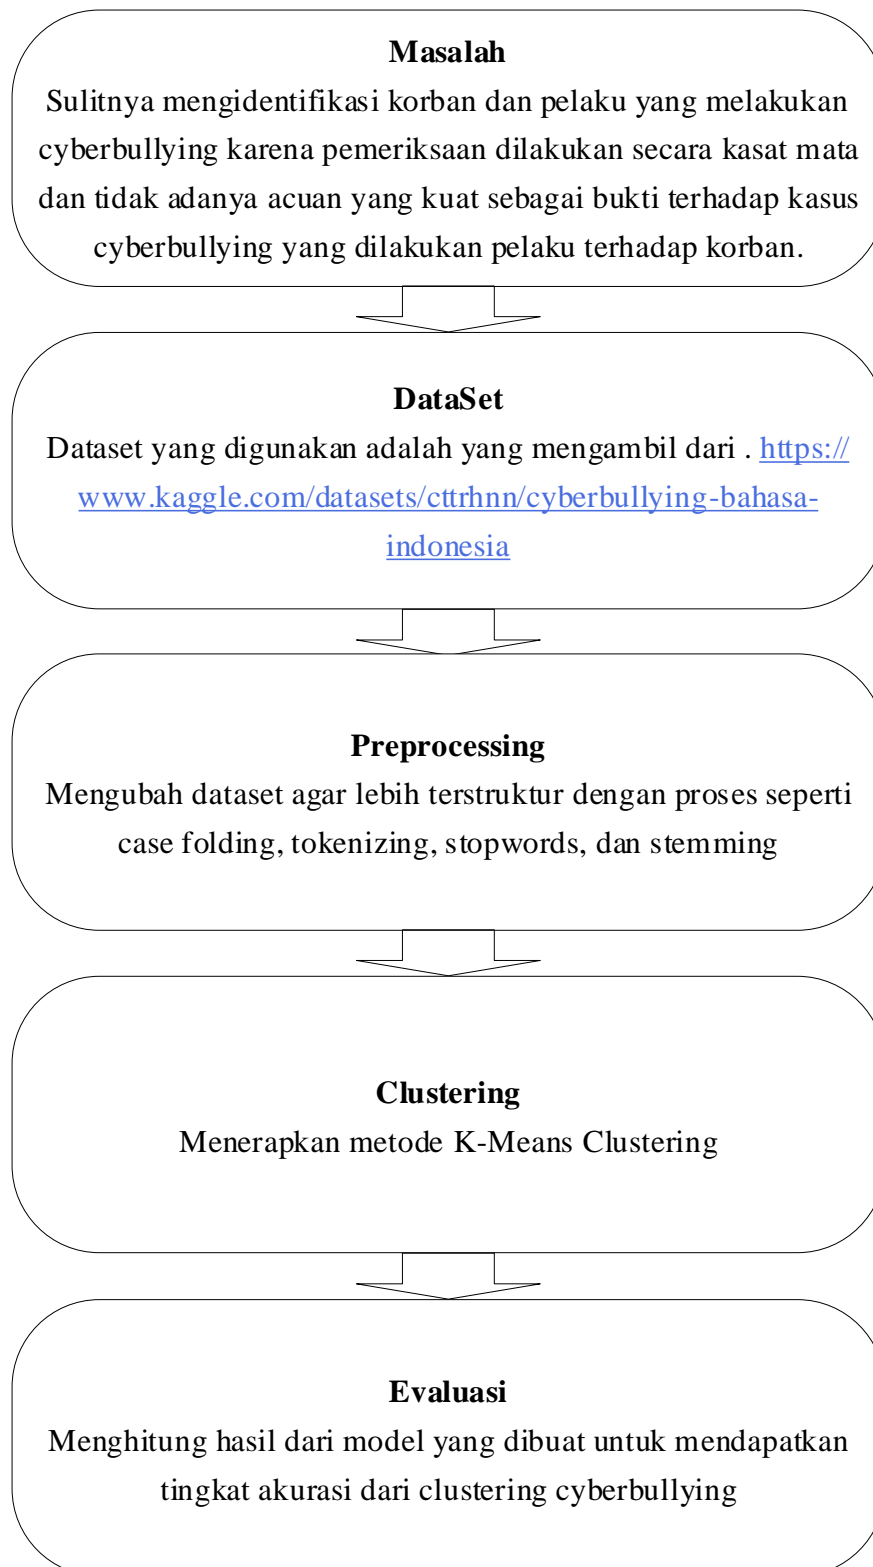 Masalah
Sulitnya mengidentifikasi korban dan pelaku yang melakukan
cyberbullying karena pemeriksaan dilakukan secara kasat mata
dan tidak adanya acuan yang kuat sebagai bukti terhadap kasus
cyberbullying yang dilakukan pelaku terhadap korban.
DataSet
Dataset yang digunakan adalah yang mengambil dari . https://
www.kaggle.com/datasets/cttrhnn/cyberbullying-bahasa-
indonesia
Preprocessing
Mengubah dataset agar lebih terstruktur dengan proses seperti
case folding, tokenizing, stopwords, dan stemming
Clustering
Menerapkan metode K-Means Clustering
Evaluasi
Menghitung hasil dari model yang dibuat untuk mendapatkan
tingkat akurasi dari clustering cyberbullying